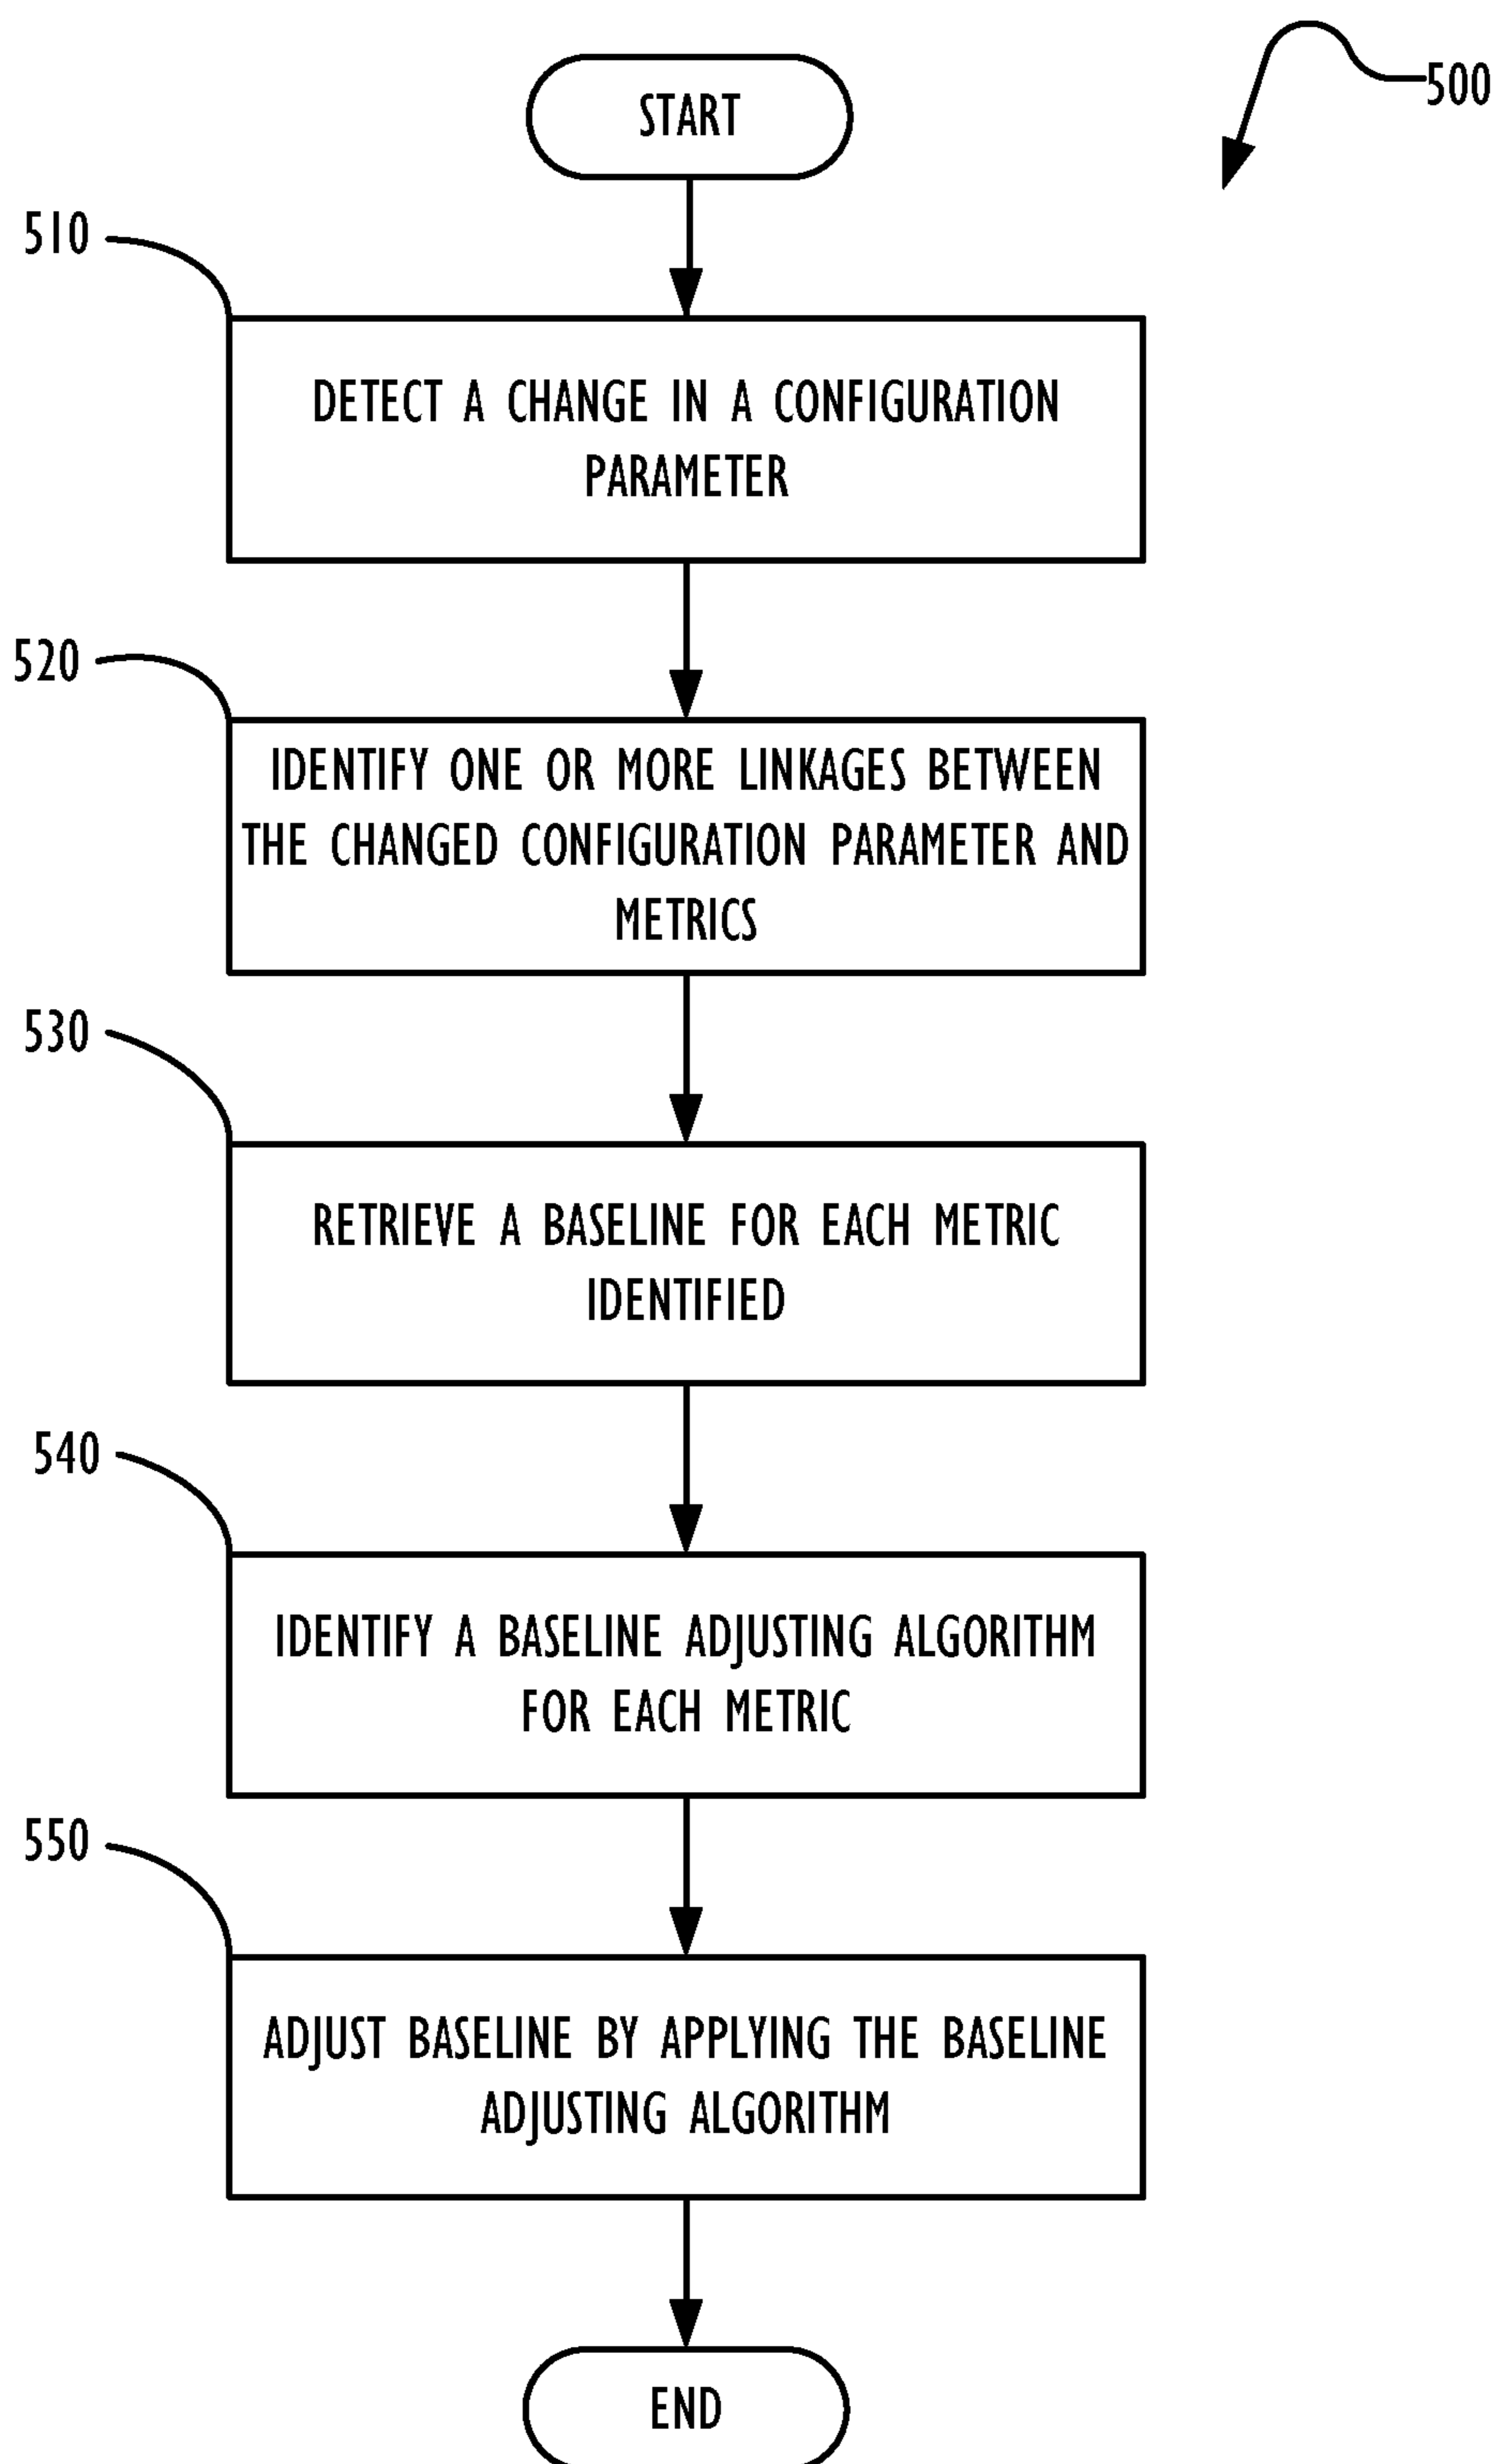 START
500
510
DETECT A CHANGE IN A CONFIGURATION
PARAMETER
520
IDENTIFY ONE OR MORE LINKAGES BETWEEN
THE CHANGED CONFIGURATION PARAMETER AND
METRICS
530
RETRIEVE A BASELINE FOR EACH METRIC
IDENTIFIED
540
IDENTIFY A BASELINE ADJUSTING ALGORITHM
FOR EACH METRIC
550
ADJUST BASELINE BY APPLYING THE BASELINE
ADJUSTING ALGORITHM
END